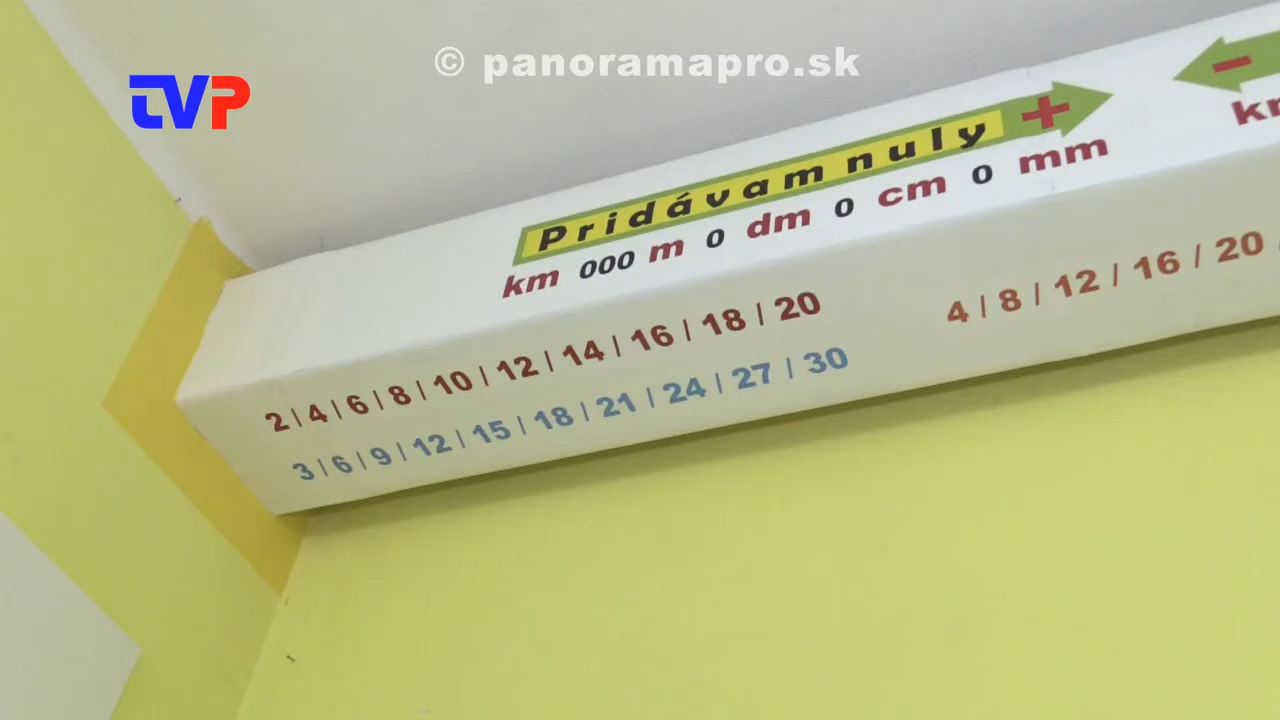 © panoramapro.sk
TVP
Pridávam nuly +
km 000 m 0 dm 0 cm 0 mm
-
2 | 4 | 6 | 8 | 10 | 12 | 14 | 16 | 18 | 20
3 | 6 | 9 | 12 | 15 | 18 | 21 | 24 | 27 | 30
4 | 8 | 12 | 16 | 20